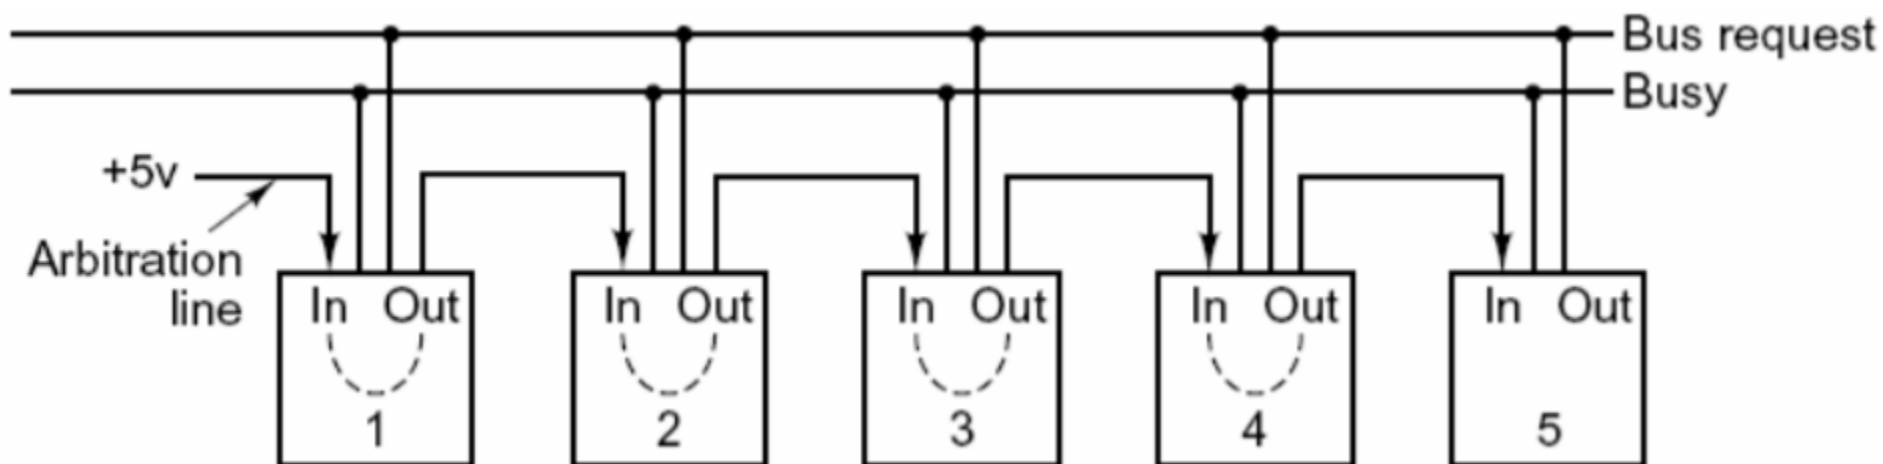 Bus request
Busy
+5v
Arbitration
line
In Out In Out In Out In Out In Out
1 2 3 4 5